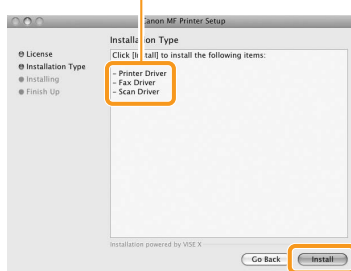 Canon MF Printer Setup
Installation Type
License
Installation Type
Installing
Finish Up
Click [Install] to install the following items:
- Printer Driver
- Fax Driver
- Scan Driver
Installation powered by VISE X
Go Back
Install